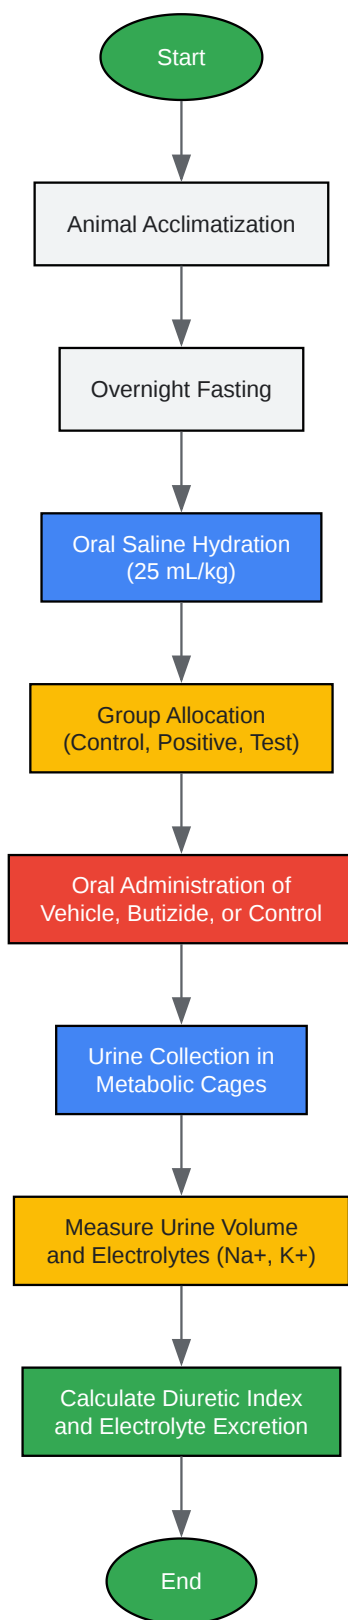 Start
Animal Acclimatization
Overnight Fasting
Oral Saline Hydration
(25 mL/kg)
Group Allocation
(Control, Positive, Test)
Oral Administration of
Vehicle, Butizide, or Control
Urine Collection in
Metabolic Cages
Measure Urine Volume
and Electrolytes (Na+, K+)
Calculate Diuretic Index
and Electrolyte Excretion
End